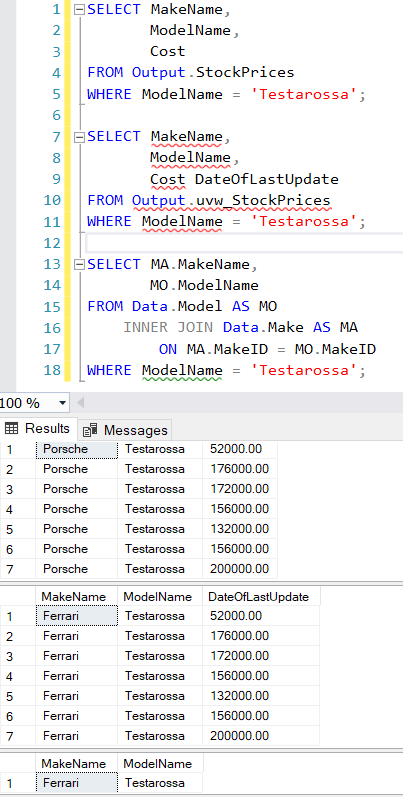 1 SELECT MakeName,
2 ModelName,
3 Cost
4 FROM Output.StockPrices
5 WHERE ModelName = 'Testarossa';
6
7 SELECT MakeName,
8 ModelName,
9 Cost DateOfLastUpdate
10 FROM Output.uvw_StockPrices
11 WHERE ModelName = 'Testarossa';
12
13 SELECT MA.MakeName,
14 MO.ModelName
15 FROM Data.Model AS MO
16 INNER JOIN Data.Make AS MA
17 ON MA.MakeID = MO.MakeID
18 WHERE ModelName = 'Testarossa';
100 %
Results Messages
1 Porsche Testarossa 52000.00
2 Porsche Testarossa 176000.00
3 Porsche Testarossa 172000.00
4 Porsche Testarossa 156000.00
5 Porsche Testarossa 132000.00
6 Porsche Testarossa 156000.00
7 Porsche Testarossa 200000.00
MakeName ModelName DateOfLastUpdate
1 Ferrari Testarossa 52000.00
2 Ferrari Testarossa 176000.00
3 Ferrari Testarossa 172000.00
4 Ferrari Testarossa 156000.00
5 Ferrari Testarossa 132000.00
6 Ferrari Testarossa 156000.00
7 Ferrari Testarossa 200000.00
MakeName ModelName
1 Ferrari Testarossa